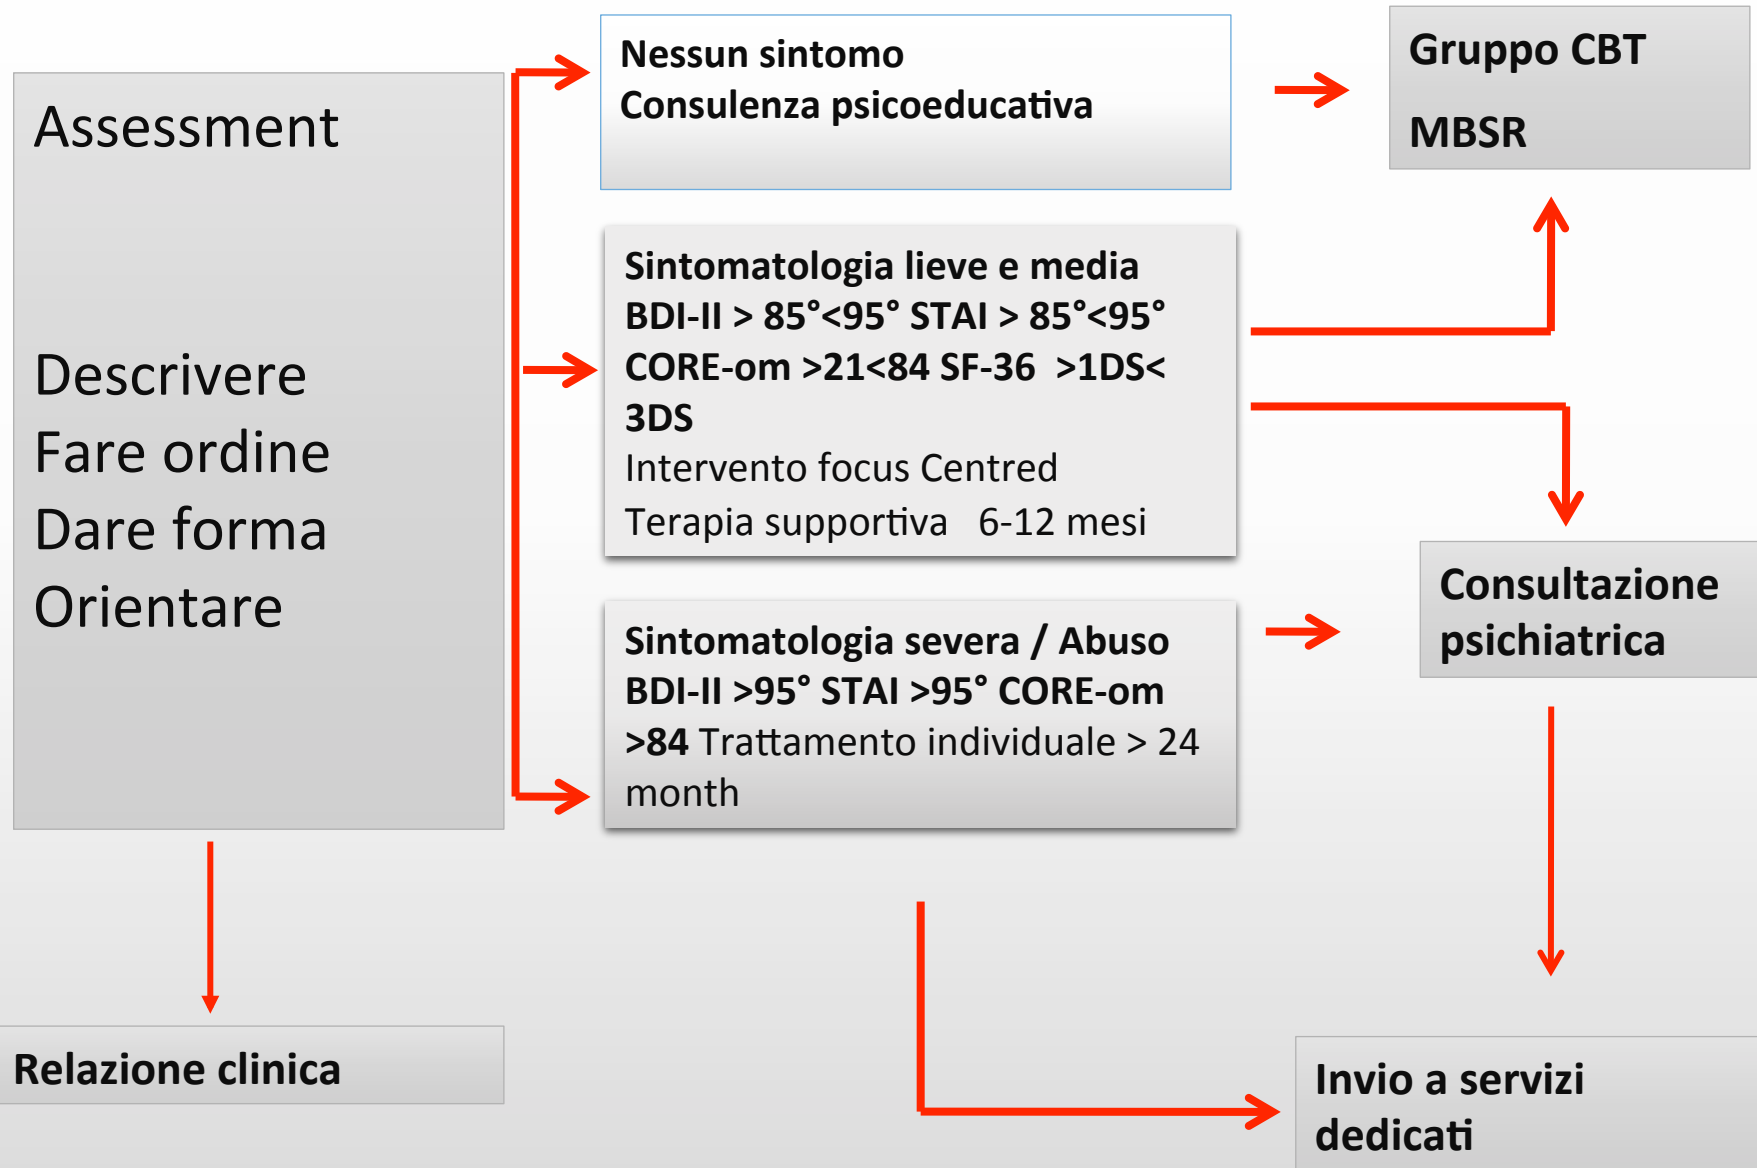 Assessment
Descrivere
Fare ordine
Dare forma
Orientare
Relazione clinica
Nessun sintomo
Consulenza psicoeducativa
Sintomatologia lieve e media
BDI-II > 85°<95° STAI > 85°<95°
CORE-om >21<84 SF-36  >1DS<
3DS
Intervento focus Centred
Terapia supportiva   6-12 mesi
Sintomatologia severa / Abuso
BDI-II >95° STAI >95° CORE-om
>84 Trattamento individuale > 24
month
Gruppo CBT
MBSR
Consultazione
psichiatrica
Invio a servizi
dedicati